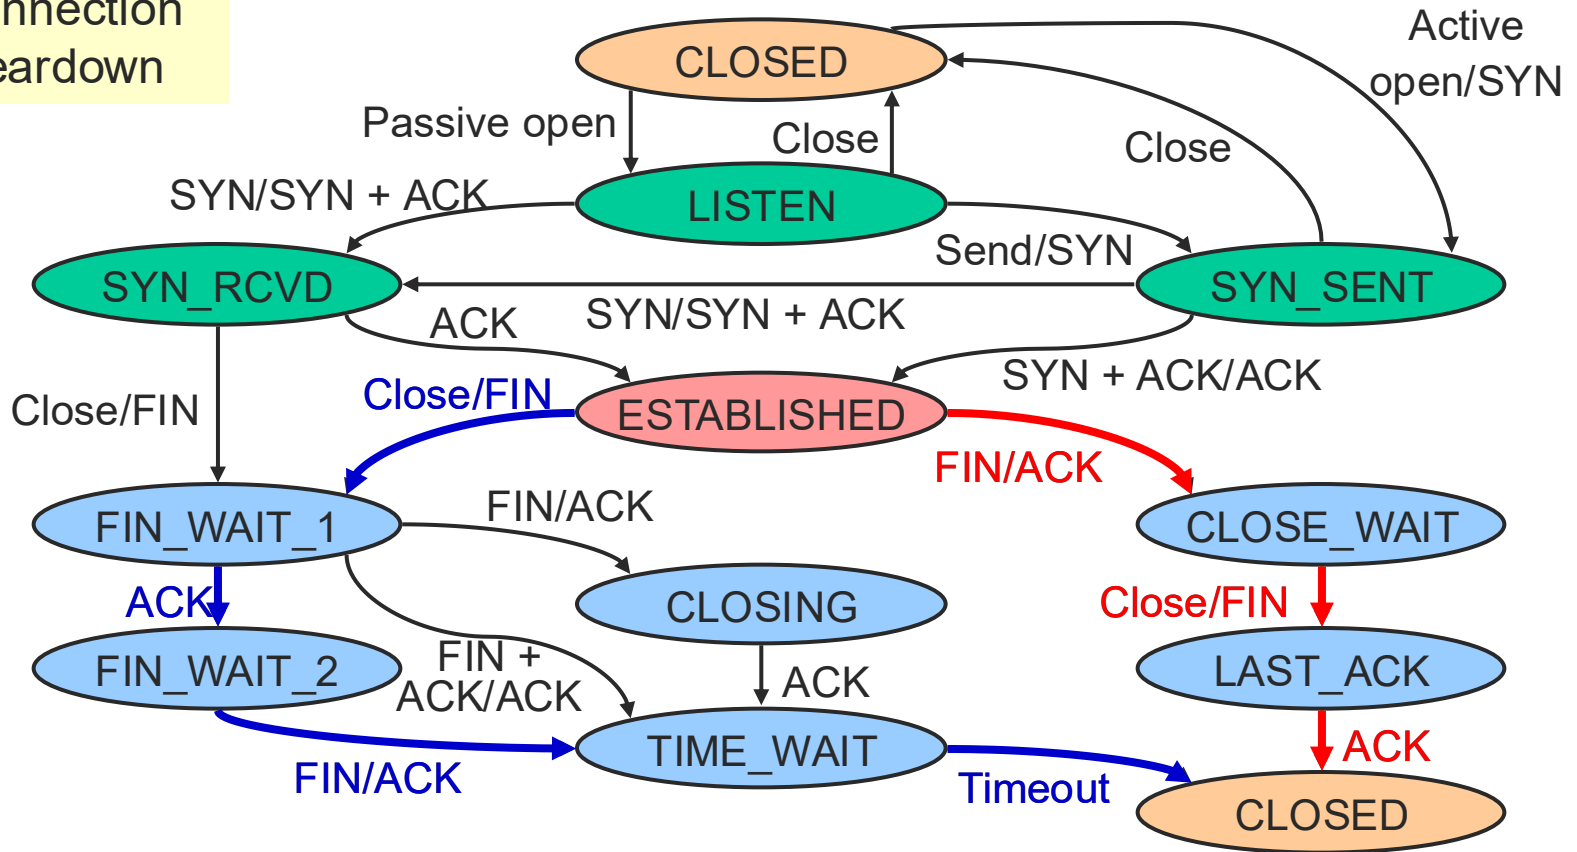 nnection
eardown
CLOSED
Active
open/SYN
Passive open
Close
Close
SYN/SYN + ACK
LISTEN
Send/SYN
SYN_RCVD
SYN_SENT
ACK
SYN/SYN + ACK
SYN + ACK/ACK
Close/FIN
Close/FIN
ESTABLISHED
FIN/ACK
FIN/ACK
FIN_WAIT_1
CLOSE_WAIT
ACK
CLOSING
Close/FIN
FIN_WAIT_2
FIN +
ACK/ACK
ACK
LAST_ACK
FIN/ACK
TIME_WAIT
Timeout
ACK
CLOSED